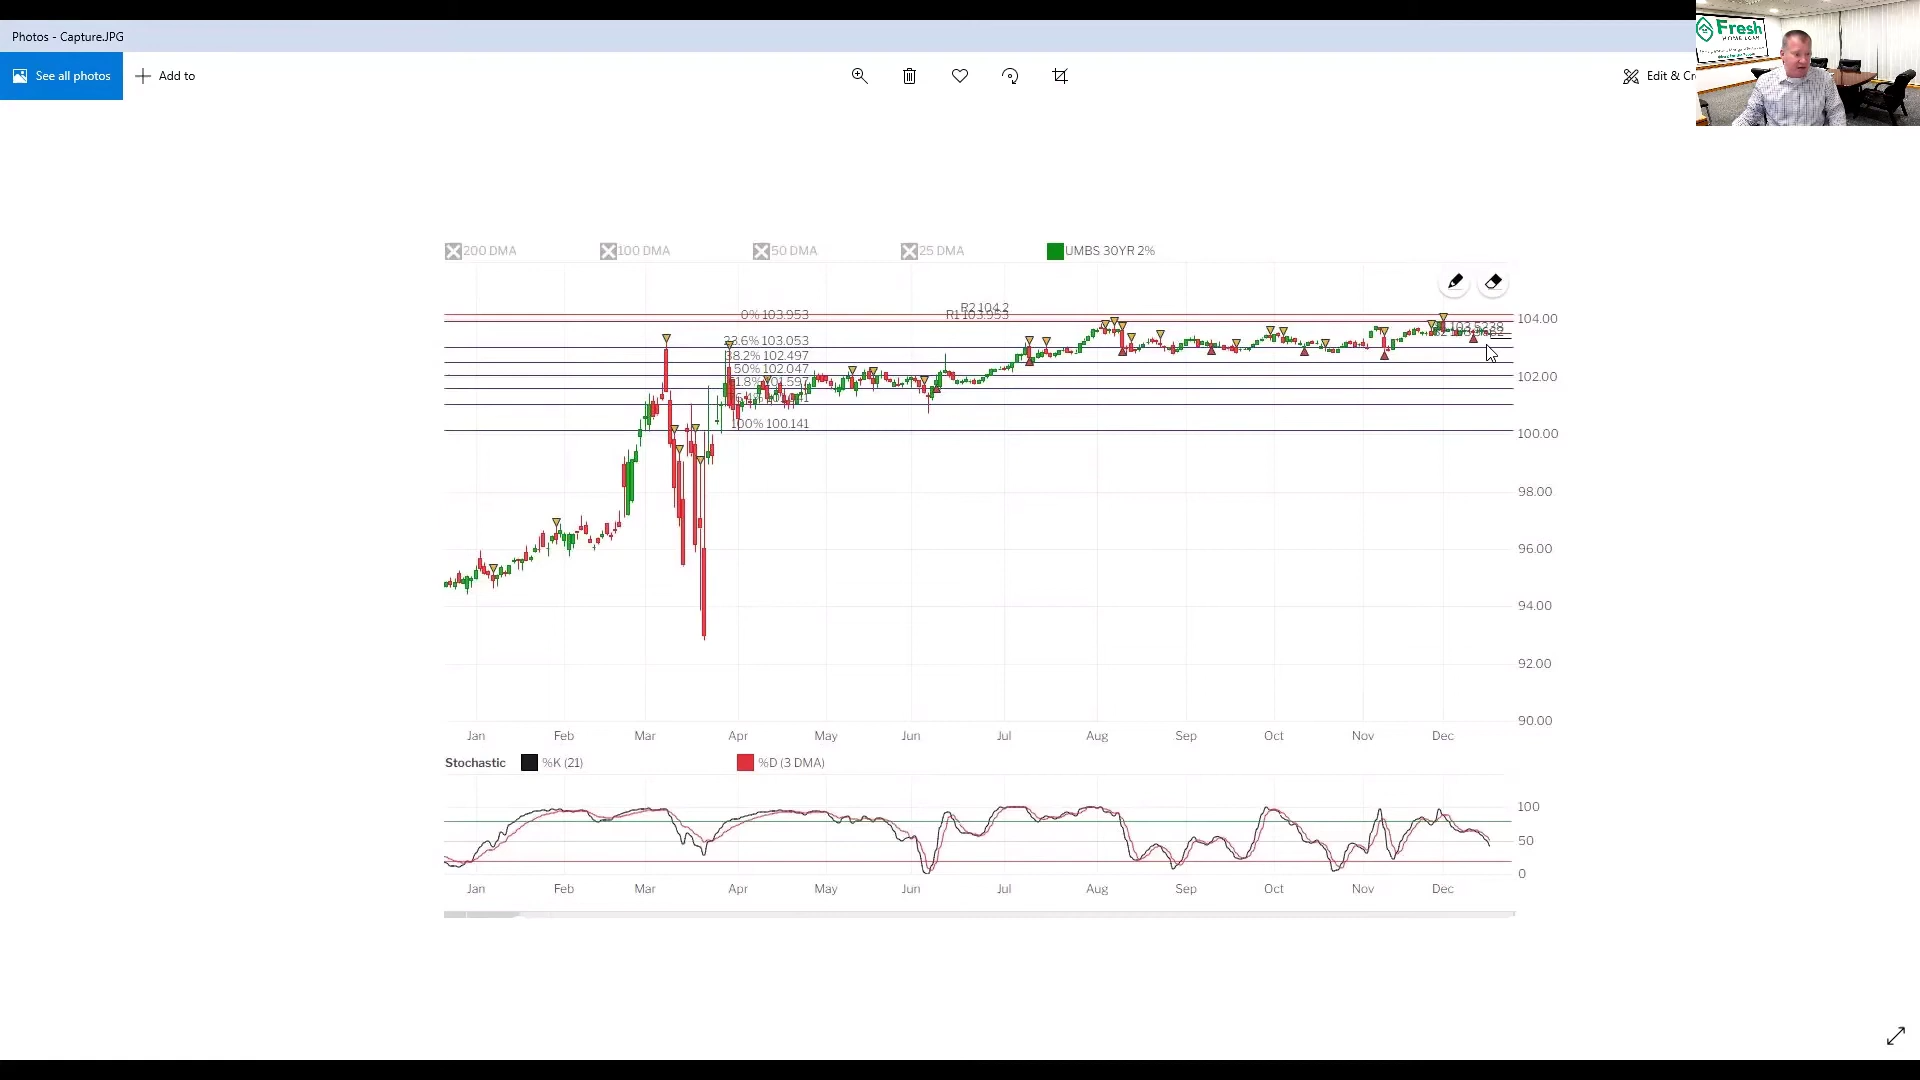 Photos - Capture.JPG
See all photos
Add to
Fresh
HOME LOAN
200 DMA
100 DMA
50 DMA
25 DMA
UMBS 30YR 2%
R2 104.2
0% 103.953
R1 103.953
104.00
23.6% 103.053
38.2% 102.497
50% 102.047
102.00
100% 100.141
100.00
98.00
96.00
94.00
92.00
90.00
Jan Feb Mar Apr May Jun Jul Aug Sep Oct Nov Dec
Stochastic %K (21) %D (3 DMA)
100
50
0
Jan Feb Mar Apr May Jun Jul Aug Sep Oct Nov Dec